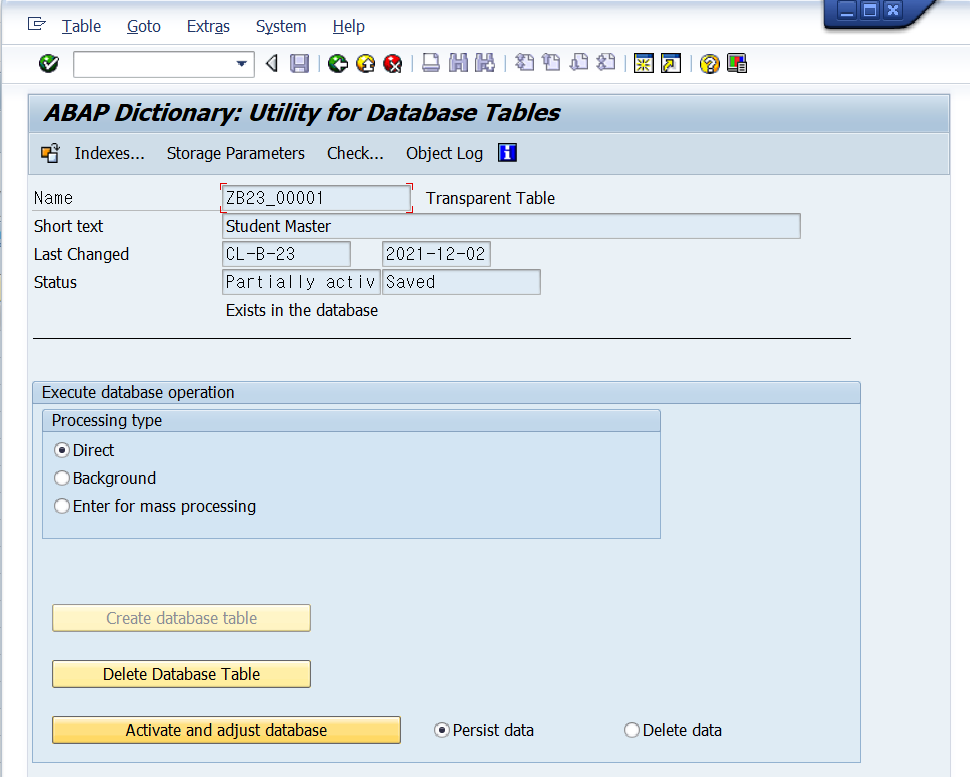 Table Goto Extras System Help
ABAP Dictionary: Utility for Database Tables
Indexes... Storage Parameters Check... Object Log
Name ZB23_00001 Transparent Table
Short text Student Master
Last Changed CL-B-23 2021-12-02
Status Partially activ Saved
Exists in the database
Execute database operation
Processing type
Direct
Background
Enter for mass processing
Create database table
Delete Database Table
Activate and adjust database Persist data Delete data